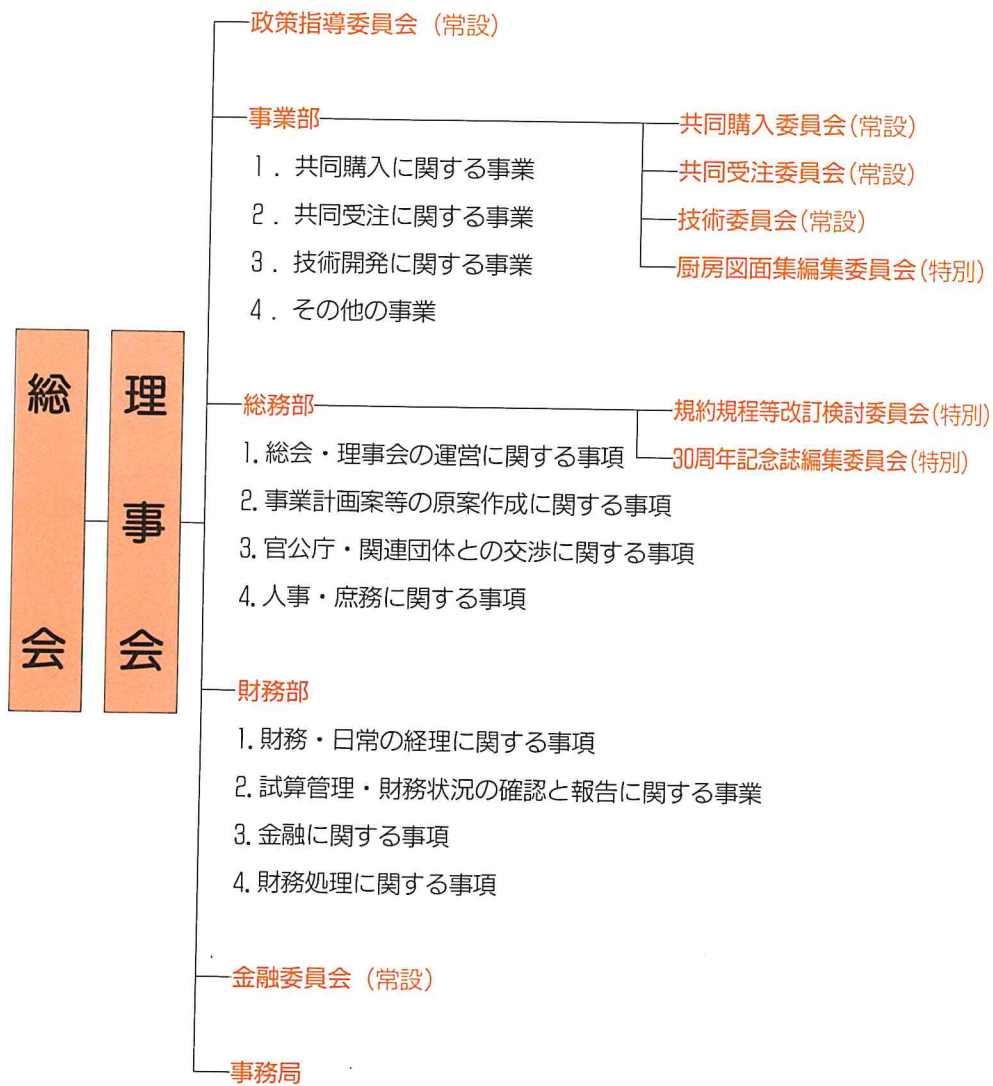 総会
理事会
政策指導委員会（常設）
事業部
1．共同購入に関する事業
2．共同受注に関する事業
3．技術開発に関する事業
4．その他の事業
共同購入委員会(常設)
共同受注委員会(常設)
技術委員会(常設)
厨房図面集編集委員会(特別)
総務部
1.総会・理事会の運営に関する事項
2.事業計画案等の原案作成に関する事項
3.官公庁・関連団体との交渉に関する事項
4.人事・庶務に関する事項
規約規程等改訂検討委員会(特別)
30周年記念誌編集委員会(特別)
財務部
1.財務・日常の経理に関する事項
2.試算管理・財務状況の確認と報告に関する事業
3.金融に関する事項
4.財務処理に関する事項
金融委員会（常設）
事務局